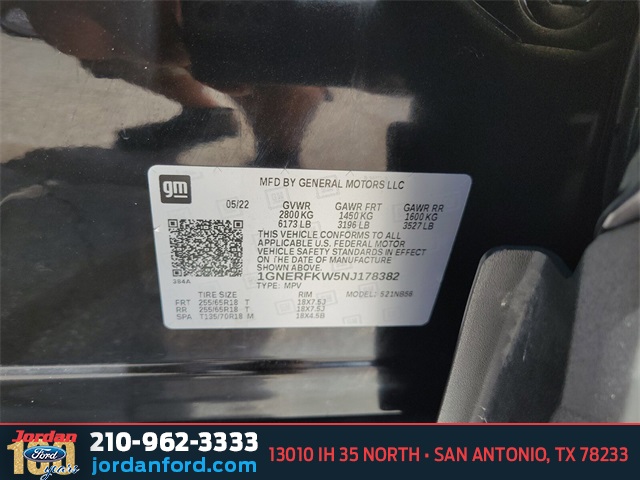 gm
MFD BY GENERAL MOTORS LLC
05/22
GVWR GAWR FRT GAWR RR
2800 KG 1450 KG 1600 KG
6173 LB 3196 LB 3527 LB
THIS VEHICLE CONFORMS TO ALL
APPLICABLE U.S. FEDERAL MOTOR
VEHICLE SAFETY STANDARDS IN EFFECT
ON THE DATE OF MANUFACTURE
SHOWN ABOVE.
1GNERFKW5NJ178382
TYPE: MPV
TIRE SIZE RIM
FRT 255/65R18 T 18X7.5J
RR 255/65R18 T 18X7.5J
SPA T135/70R18 M 18X4.5B
Jordan
Ford
100
years
210-962-3333
jordanford.com
13010 IH 35 NORTH • SAN ANTONIO, TX 78233